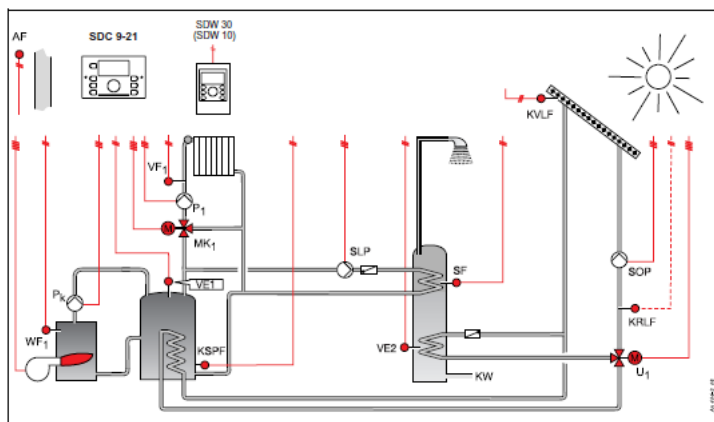 AF
SDC 9-21
SDW 30
(SDW 10)
KVLF
VF1
P1
M
MK1
SLP
SF
SOP
VE1
PK
WF1
KSPF
VE2
KRLF
M
U1
KW